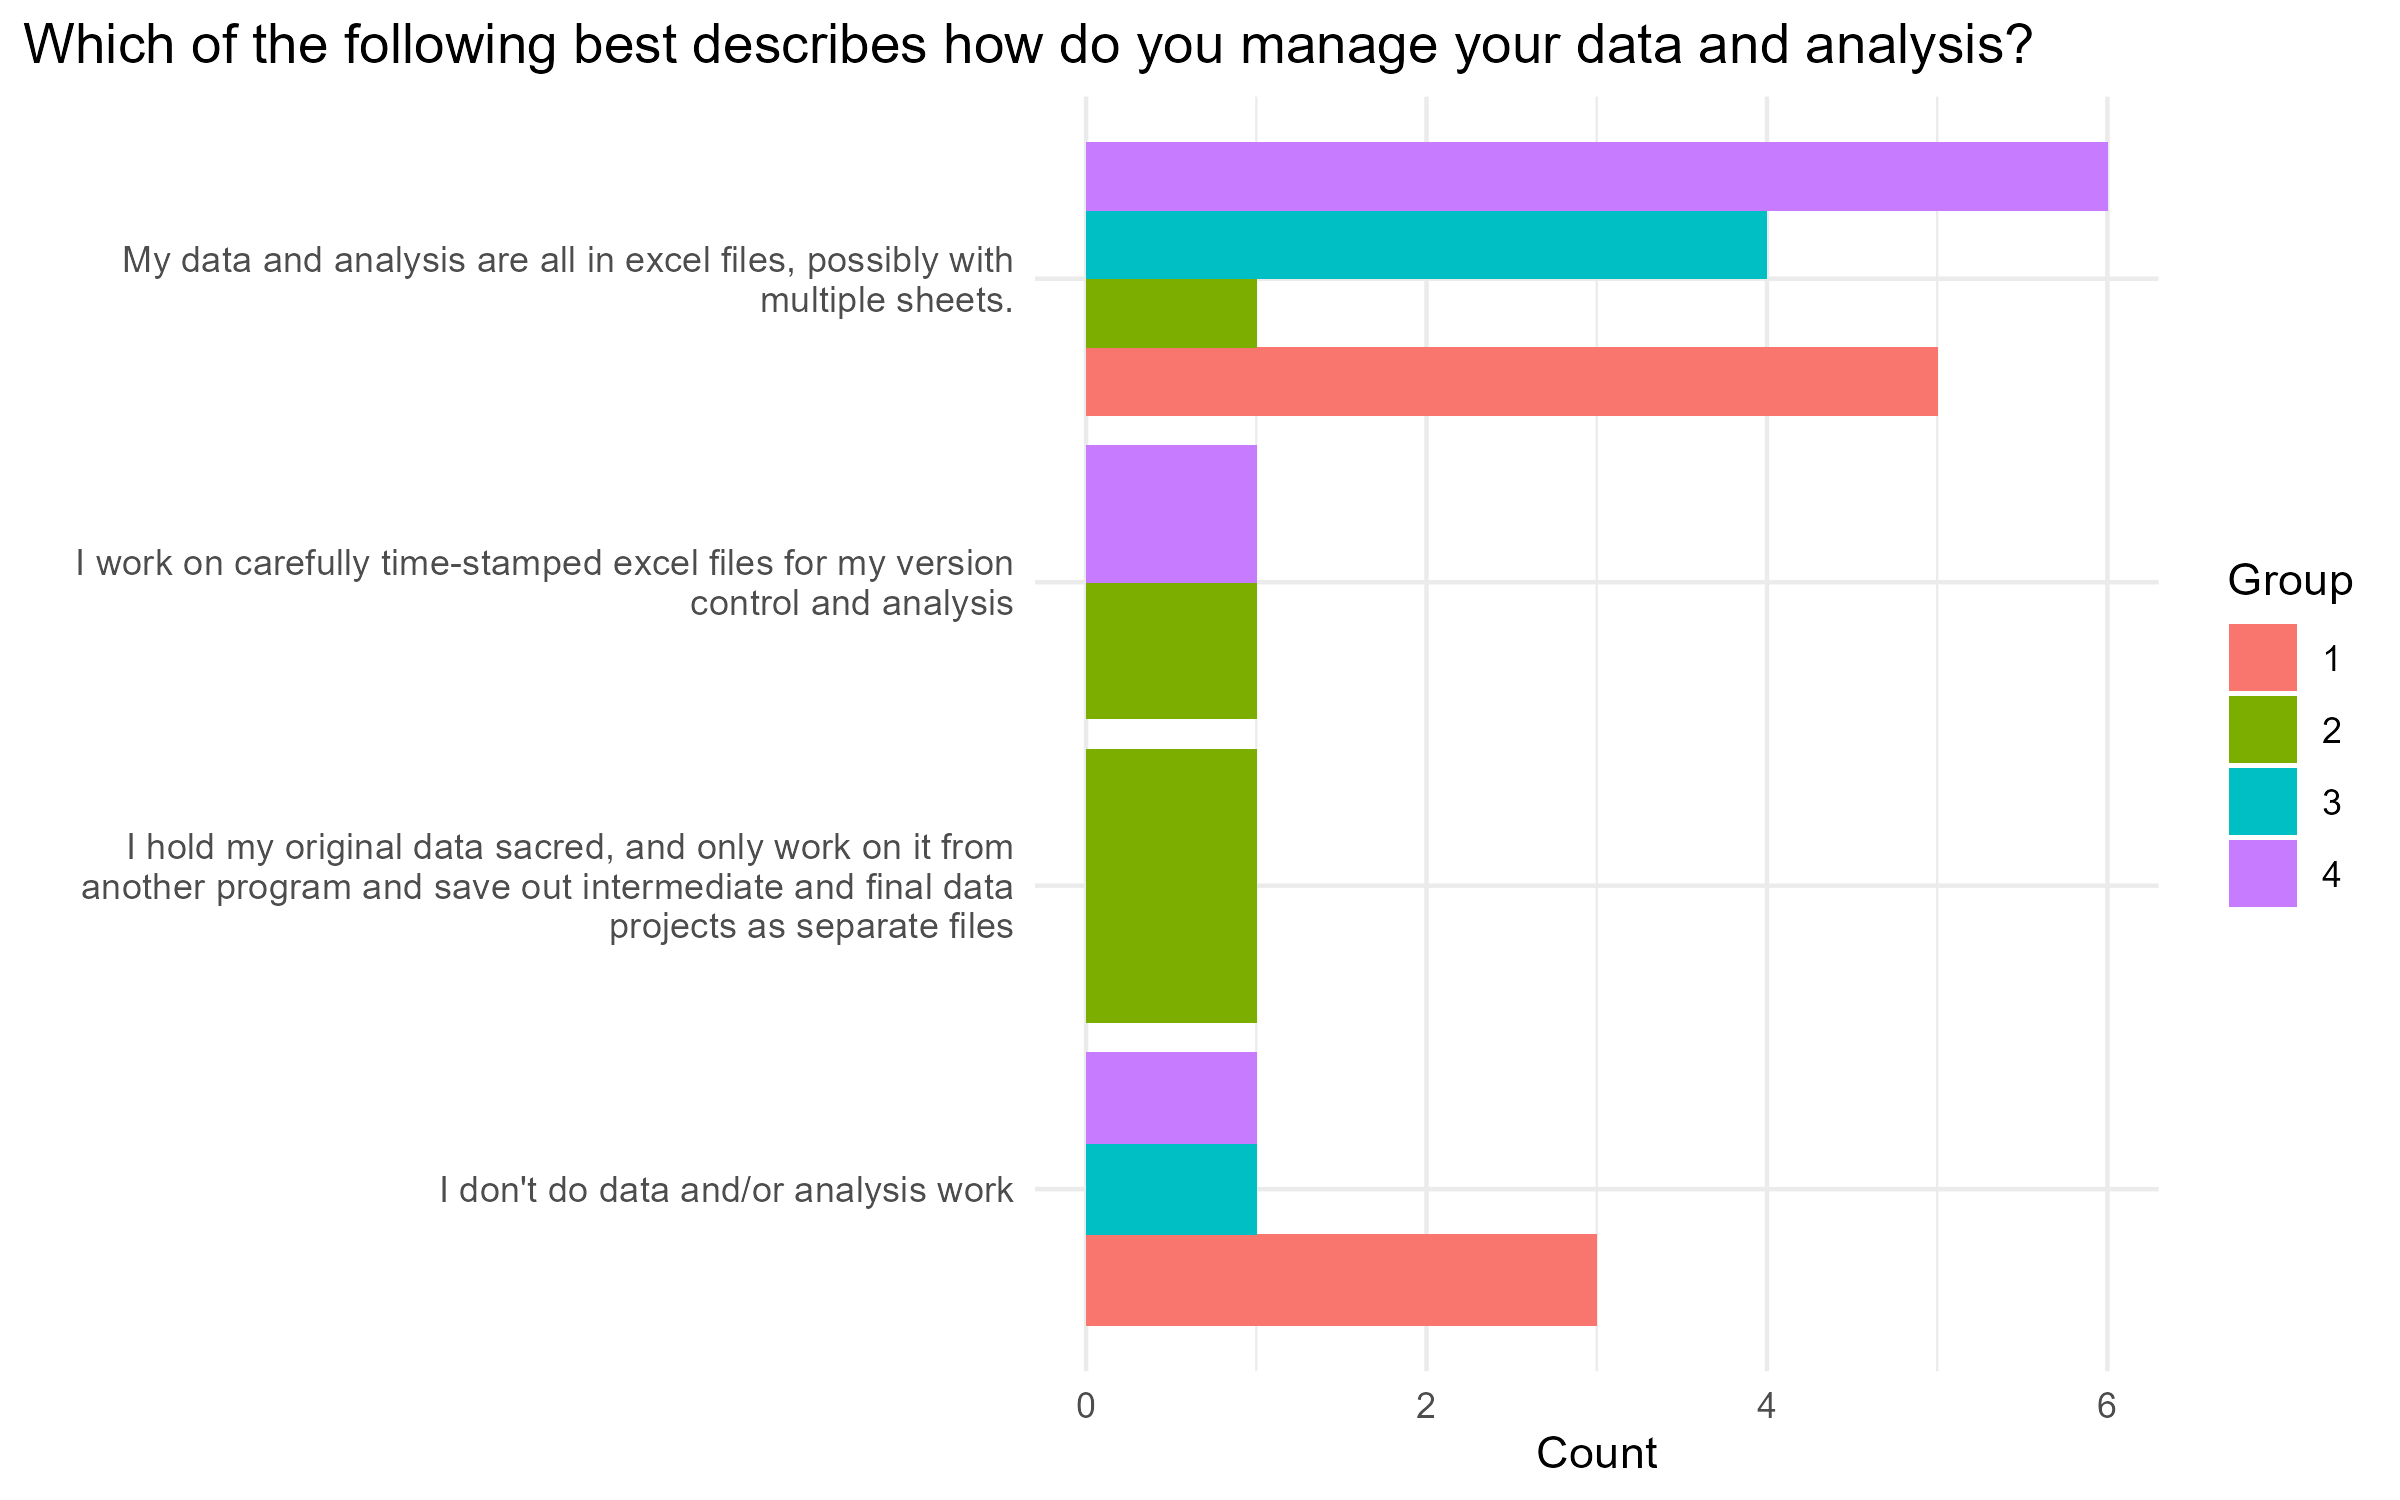 Which of the following best describes how do you manage your data and analysis?
My data and analysis are all in excel files, possibly with
multiple sheets.
I work on carefully time-stamped excel files for my version
control and analysis
I hold my original data sacred, and only work on it from
another program and save out intermediate and final data
projects as separate files
I don't do data and/or analysis work
0
2
4
6
Count
Group
1
2
3
4